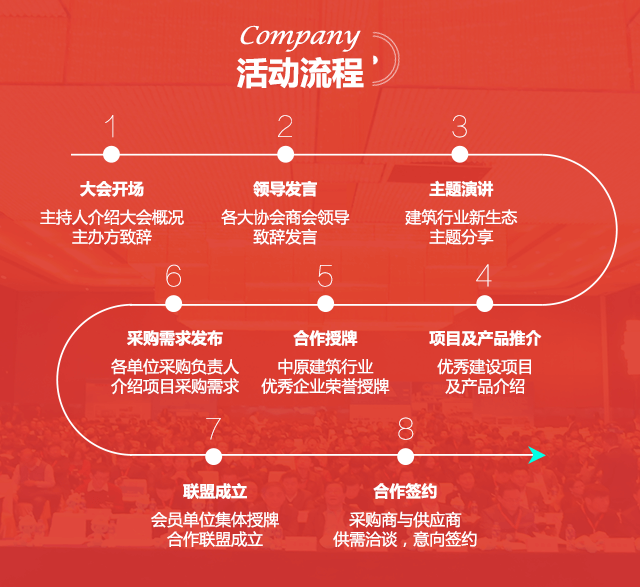 Company
活动流程
1
大会开场
主持人介绍大会概况
主办方致辞
2
领导发言
各大协会商会领导
致辞发言
3
主题演讲
建筑行业新生态
主题分享
4
项目及产品推介
优秀建设项目
及产品介绍
5
合作授牌
中原建筑行业
优秀企业荣誉授牌
6
采购需求发布
各单位采购负责人
介绍项目采购需求
7
联盟成立
会员单位集体授牌
合作联盟成立
8
合作签约
采购商与供应商
供需洽谈，意向签约